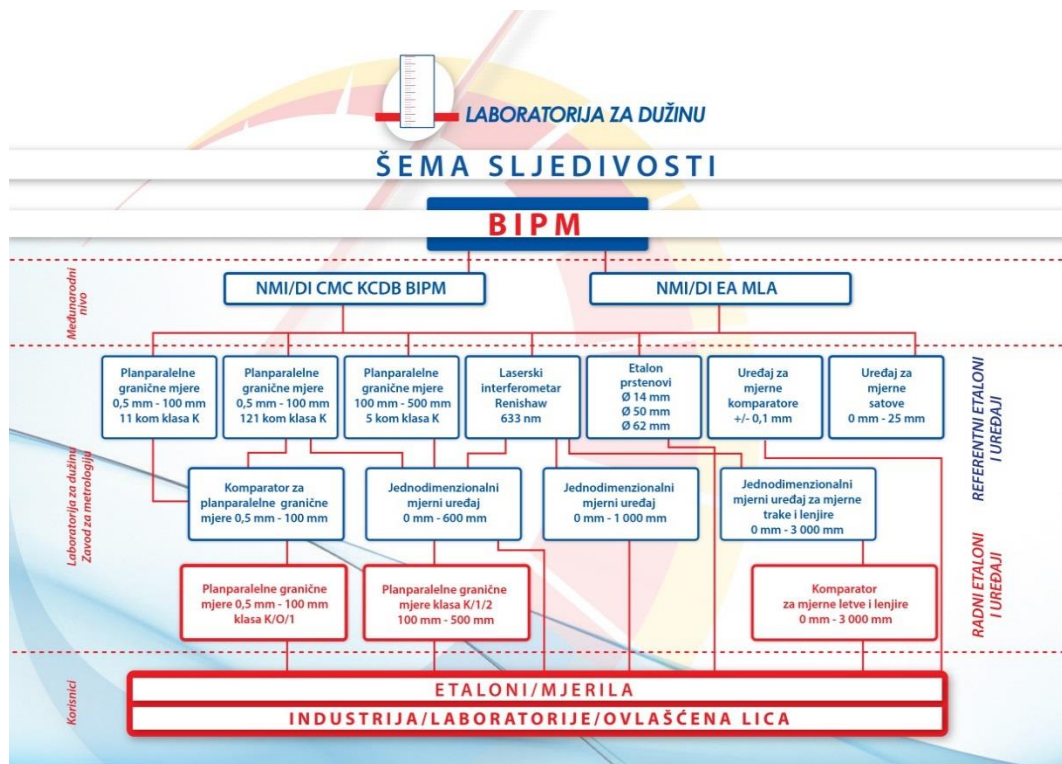 LABORATORIJA ZA DUŽINU
ŠEMA SLJEDIVOSTI
BIPM
Međunarodni
nivo
NMI/DI CMC KCDB BIPM
NMI/DI EA MLA
Laboratorija za dužinu
Zavod za metrologiju
Planparalelne
granične mjere
0,5 mm - 100 mm
11 kom klasa K
Planparalelne
granične mjere
0,5 mm - 100 mm
121 kom klasa K
Planparalelne
granične mjere
100 mm - 500 mm
5 kom klasa K
Laserski
interferometar
Renishaw
633 nm
Etalon
prstenovi
Ø 14 mm
Ø 50 mm
Ø 62 mm
Uređaj za
mjerne
komparatore
+/- 0,1 mm
Uređaj za
mjerne
satove
0 mm - 25 mm
REFERENTNI ETALONI
I UREĐAJI
Komparator za
planparalelne granične
mjere 0,5 mm - 100 mm
Jednodimenzionalni
mjerni uređaj
0 mm - 600 mm
Jednodimenzionalni
mjerni uređaj
0 mm - 1 000 mm
Jednodimenzionalni
mjerni uređaj za mjerne
trake i lenjire
0 mm - 3 000 mm
Planparalelne granične
mjere 0,5 mm - 100 mm
klasa K/O/1
Planparalelne granične
mjere klasa K/1/2
100 mm - 500 mm
Komparator
za mjerne letve i lenjire
0 mm - 3 000 mm
RADNI ETALONI
I UREĐAJI
Korisnici
ETALONI/MJERILA
INDUSTRIJA/LABORATORIJE/OVLAŠĆENA LICA